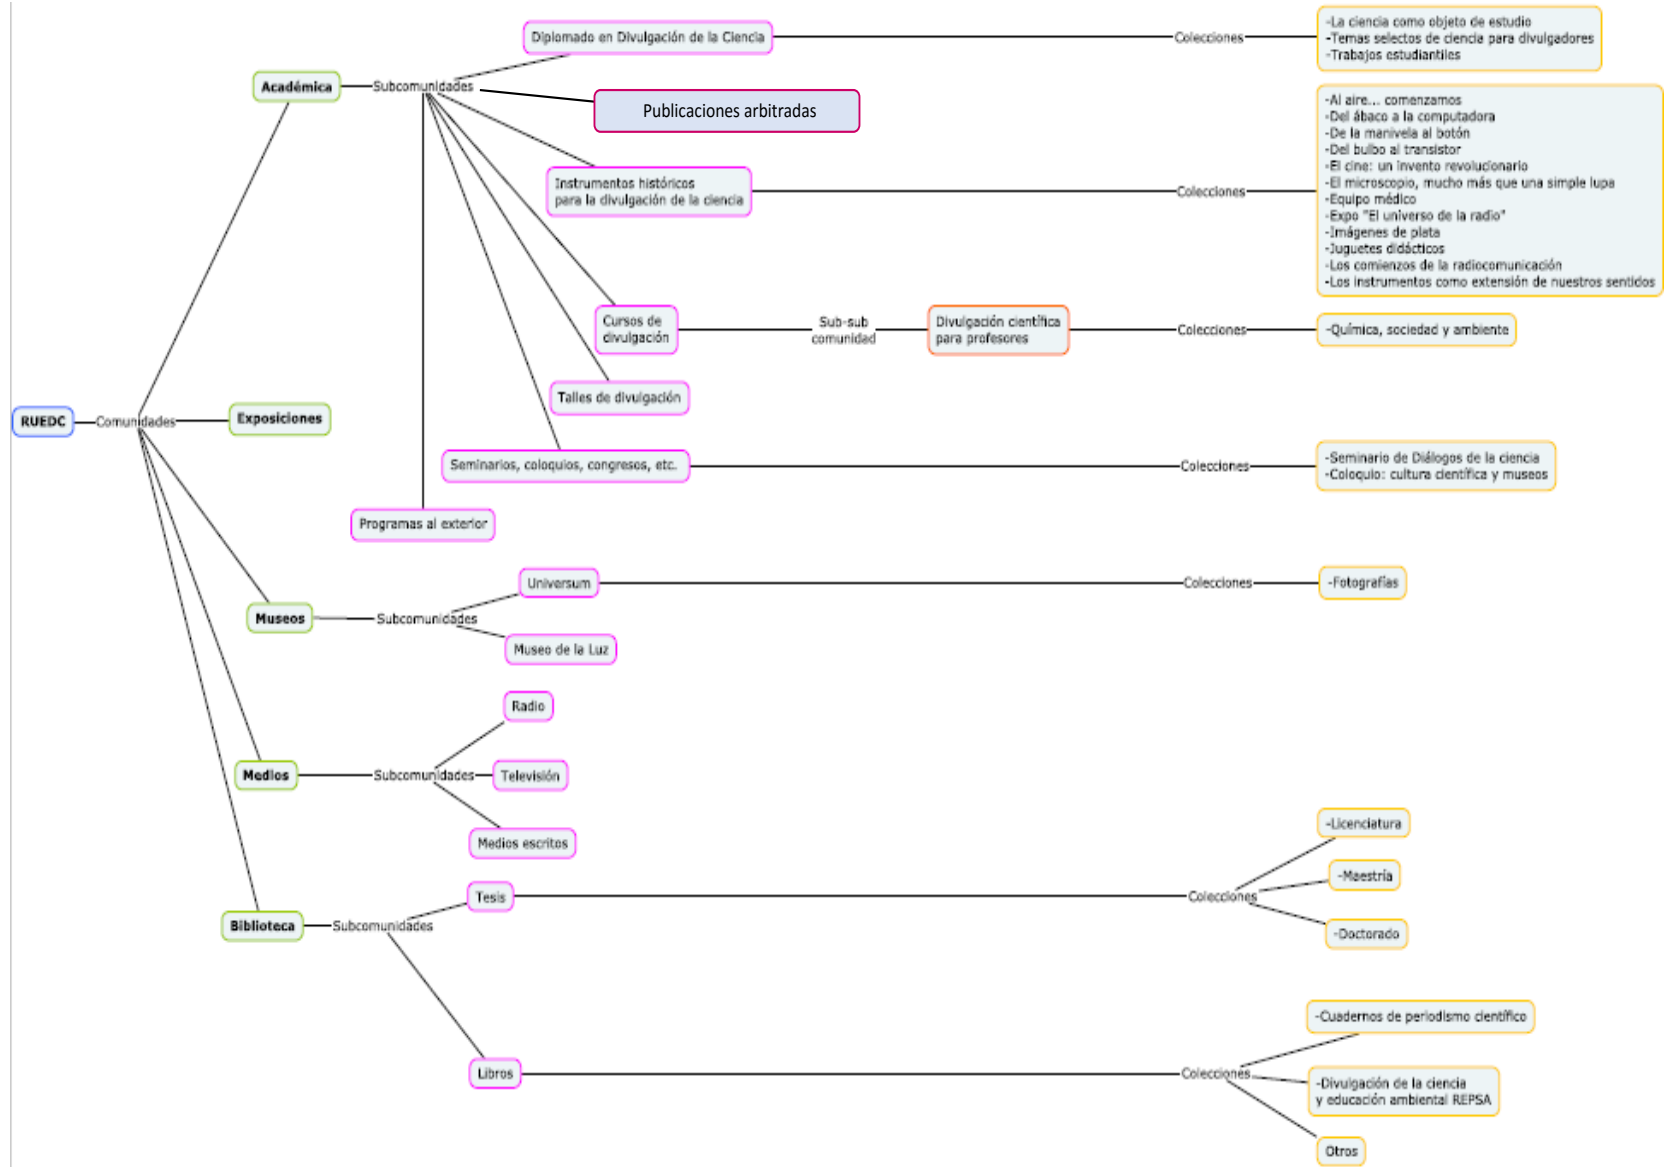 RUEDC
Comunidades
Académica
Subcomunidades
Diplomado en Divulgación de la Ciencia
Colecciones
-La ciencia como objeto de estudio
-Temas selectos de ciencia para divulgadores
-Trabajos estudiantiles
Publicaciones arbitradas
Instrumentos históricos
para la divulgación de la ciencia
Colecciones
-Al aire... comenzamos
-Del ábaco a la computadora
-De la manivela al botón
-Del bulbo al transistor
-El cine: un invento revolucionario
-El microscopio, mucho más que una simple lupa
-Equipo médico
-Expo "El universo de la radio"
-Imágenes de plata
-Juguetes didácticos
-Los comienzos de la radiocomunicación
-Los instrumentos como extensión de nuestros sentidos
Cursos de
divulgación
Sub-sub
comunidad
Divulgación científica
para profesores
Colecciones
-Química, sociedad y ambiente
Talles de divulgación
Seminarios, coloquios, congresos, etc.
Colecciones
-Seminario de Diálogos de la ciencia
-Coloquio: cultura científica y museos
Programas al exterior
Exposiciones
Museos
Subcomunidades
Universum
Colecciones
-Fotografías
Museo de la Luz
Medios
Subcomunidades
Radio
Televisión
Medios escritos
Biblioteca
Subcomunidades
Tesis
Colecciones
-Licenciatura
-Maestría
-Doctorado
Libros
Colecciones
-Cuadernos de periodismo científico
-Divulgación de la ciencia
y educación ambiental REPSA
Otros